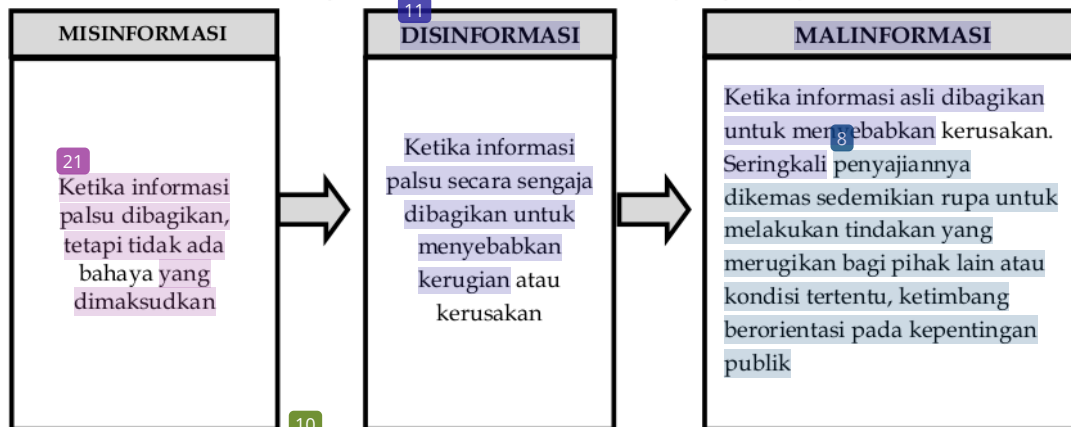 11
MISINFORMASI
DISINFORMASI
MALINFORMASI
21
Ketika informasi
palsu dibagikan,
tetapi tidak ada
bahaya yang
dimaksudkan
Ketika informasi
palsu secara sengaja
dibagikan untuk
menyebabkan
kerugian atau
kerusakan
Ketika informasi asli dibagikan
untuk menyebabkan kerusakan.
8
Seringkali penyajiannya
dikemas sedemikian rupa untuk
melakukan tindakan yang
merugikan bagi pihak lain atau
kondisi tertentu, ketimbang
berorientasi pada kepentingan
publik
10